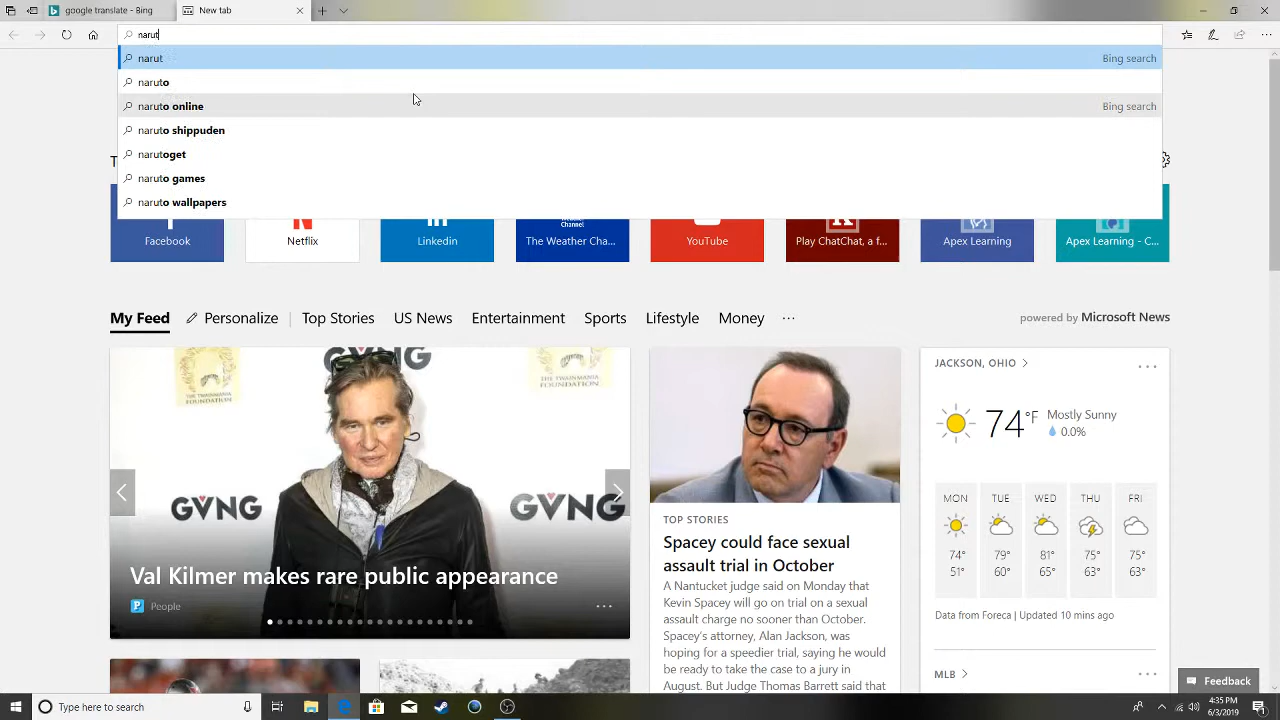 google translate - Bing
New tab
narut
narut Bing search
naruto
naruto online Bing search
naruto shippuden
narutoget
naruto games
naruto wallpapers
Facebook
Netflix
Linkedin
The Weather Cha...
YouTube
Play ChatChat, a f...
Apex Learning
Apex Learning - C...
My Feed
Personalize
Top Stories
US News
Entertainment
Sports
Lifestyle
Money
powered by Microsoft News
GVNG
THE TWAINMANIA
FOUNDATION
GVNG
GVNG
Val Kilmer makes rare public appearance
People
TOP STORIES
Spacey could face sexual
assault trial in October
A Nantucket judge said on Monday that
Kevin Spacey will go on trial on a sexual
assault charge no sooner than October.
Spacey's attorney, Alan Jackson, was
hoping for a speedier trial, saying he would
be ready to take the case to a jury in
August. But Judge Thomas Barrett said that
JACKSON, OHIO
74 °F
Mostly Sunny
0.0%
MON TUE WED THU FRI
74° 79° 81° 75° 75°
51° 60° 65° 63° 63°
Data from Foreca | Updated 10 mins ago
MLB
Feedback
Type here to search
4:35 PM
6/3/2019